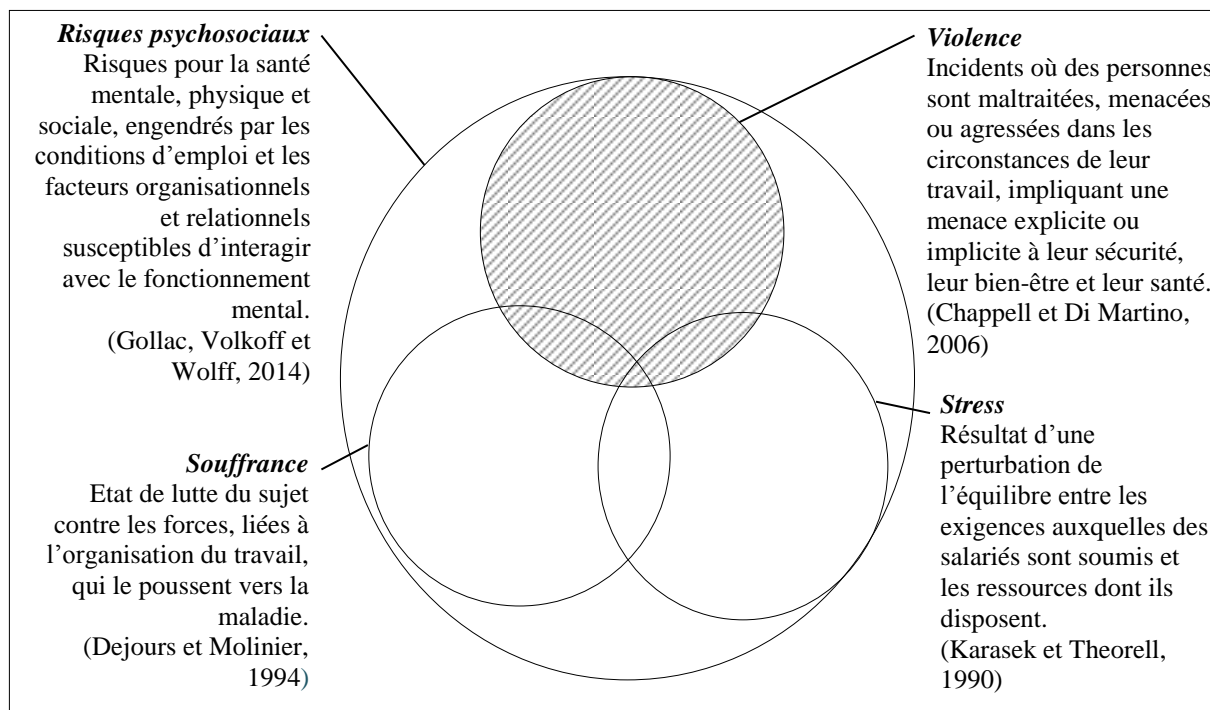 Risques psychosociaux
Risques pour la santé
mentale, physique et
sociale, engendrés par les
conditions d’emploi et les
facteurs organisationnels
et relationnels
susceptibles d’interagir
avec le fonctionnement
mental.
(Gollac, Volkoff et
Wolff, 2014)
Violence
Incidents où des personnes
sont maltraitées, menacées
ou agressées dans les
circonstances de leur
travail, impliquant une
menace explicite ou
implicite à leur sécurité,
leur bien-être et leur santé.
(Chappell et Di Martino,
2006)
Souffrance
Etat de lutte du sujet
contre les forces, liées à
l’organisation du travail,
qui le poussent vers la
maladie.
(Dejours et Molinier,
1994)
Stress
Résultat d’une
perturbation de
l’équilibre entre les
exigences auxquelles des
salariés sont soumis et
les ressources dont ils
disposent.
(Karasek et Theorell,
1990)